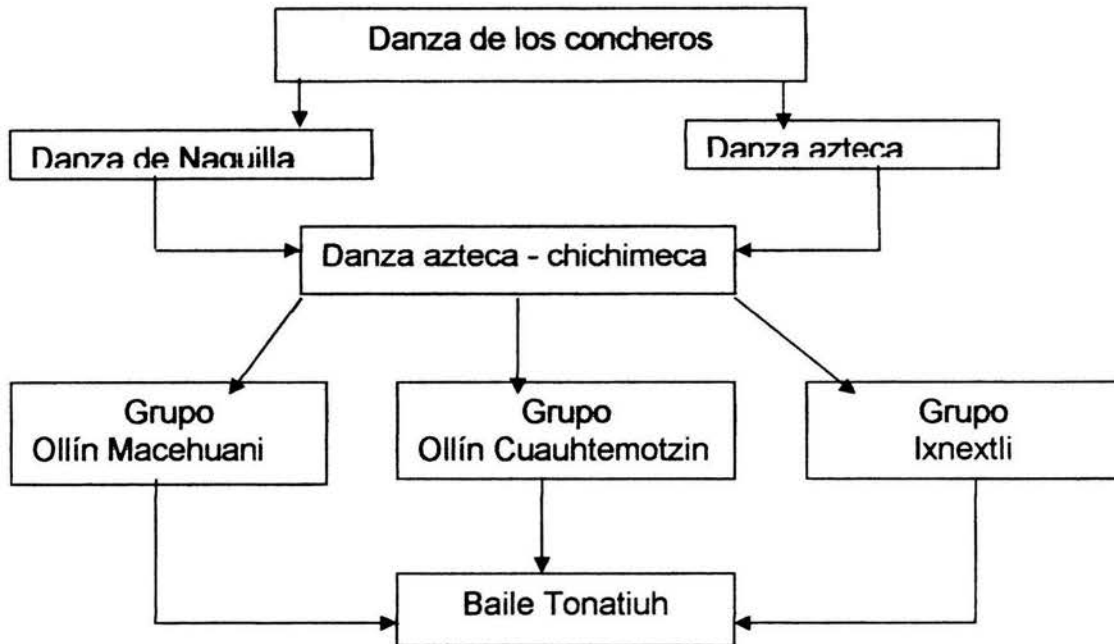 Danza de los concheros
Danza de Naquilla
Danza azteca
Danza azteca - chichimeca
Grupo
Ollín Macehuani
Grupo
Ollín Cuauhtemotzin
Grupo
Ixnextli
Baile Tonatiuh